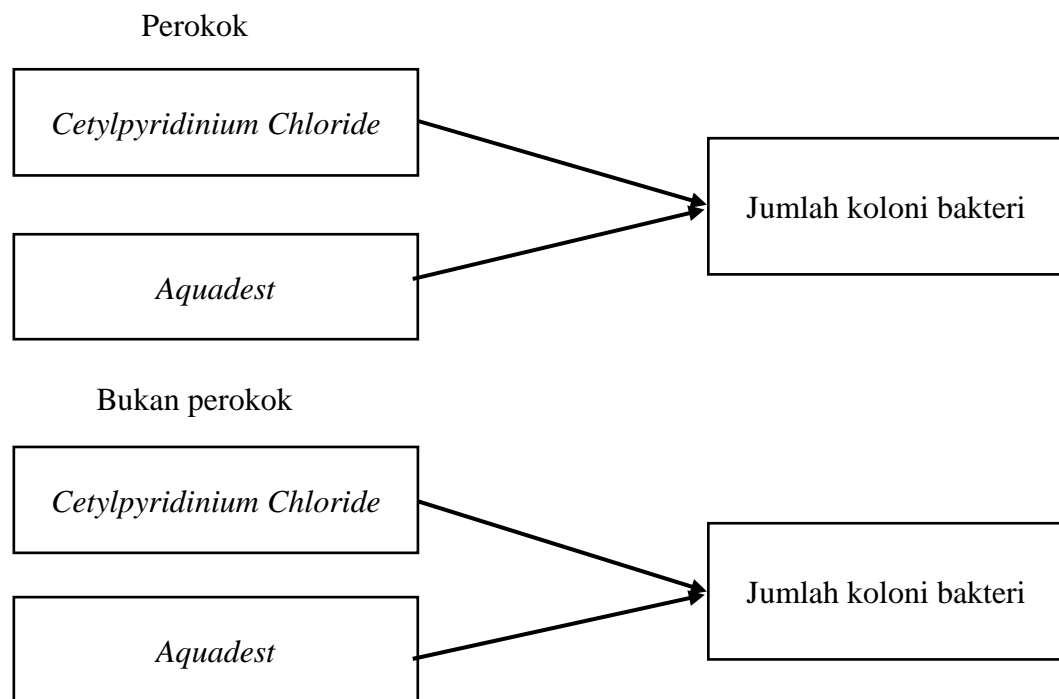 Perokok
Cetylpyridinium Chloride
Aquadest
Jumlah koloni bakteri
Bukan perokok
Cetylpyridinium Chloride
Aquadest
Jumlah koloni bakteri